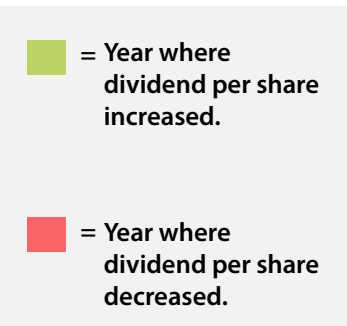 = Year where
dividend per share
increased.
= Year where
dividend per share
decreased.